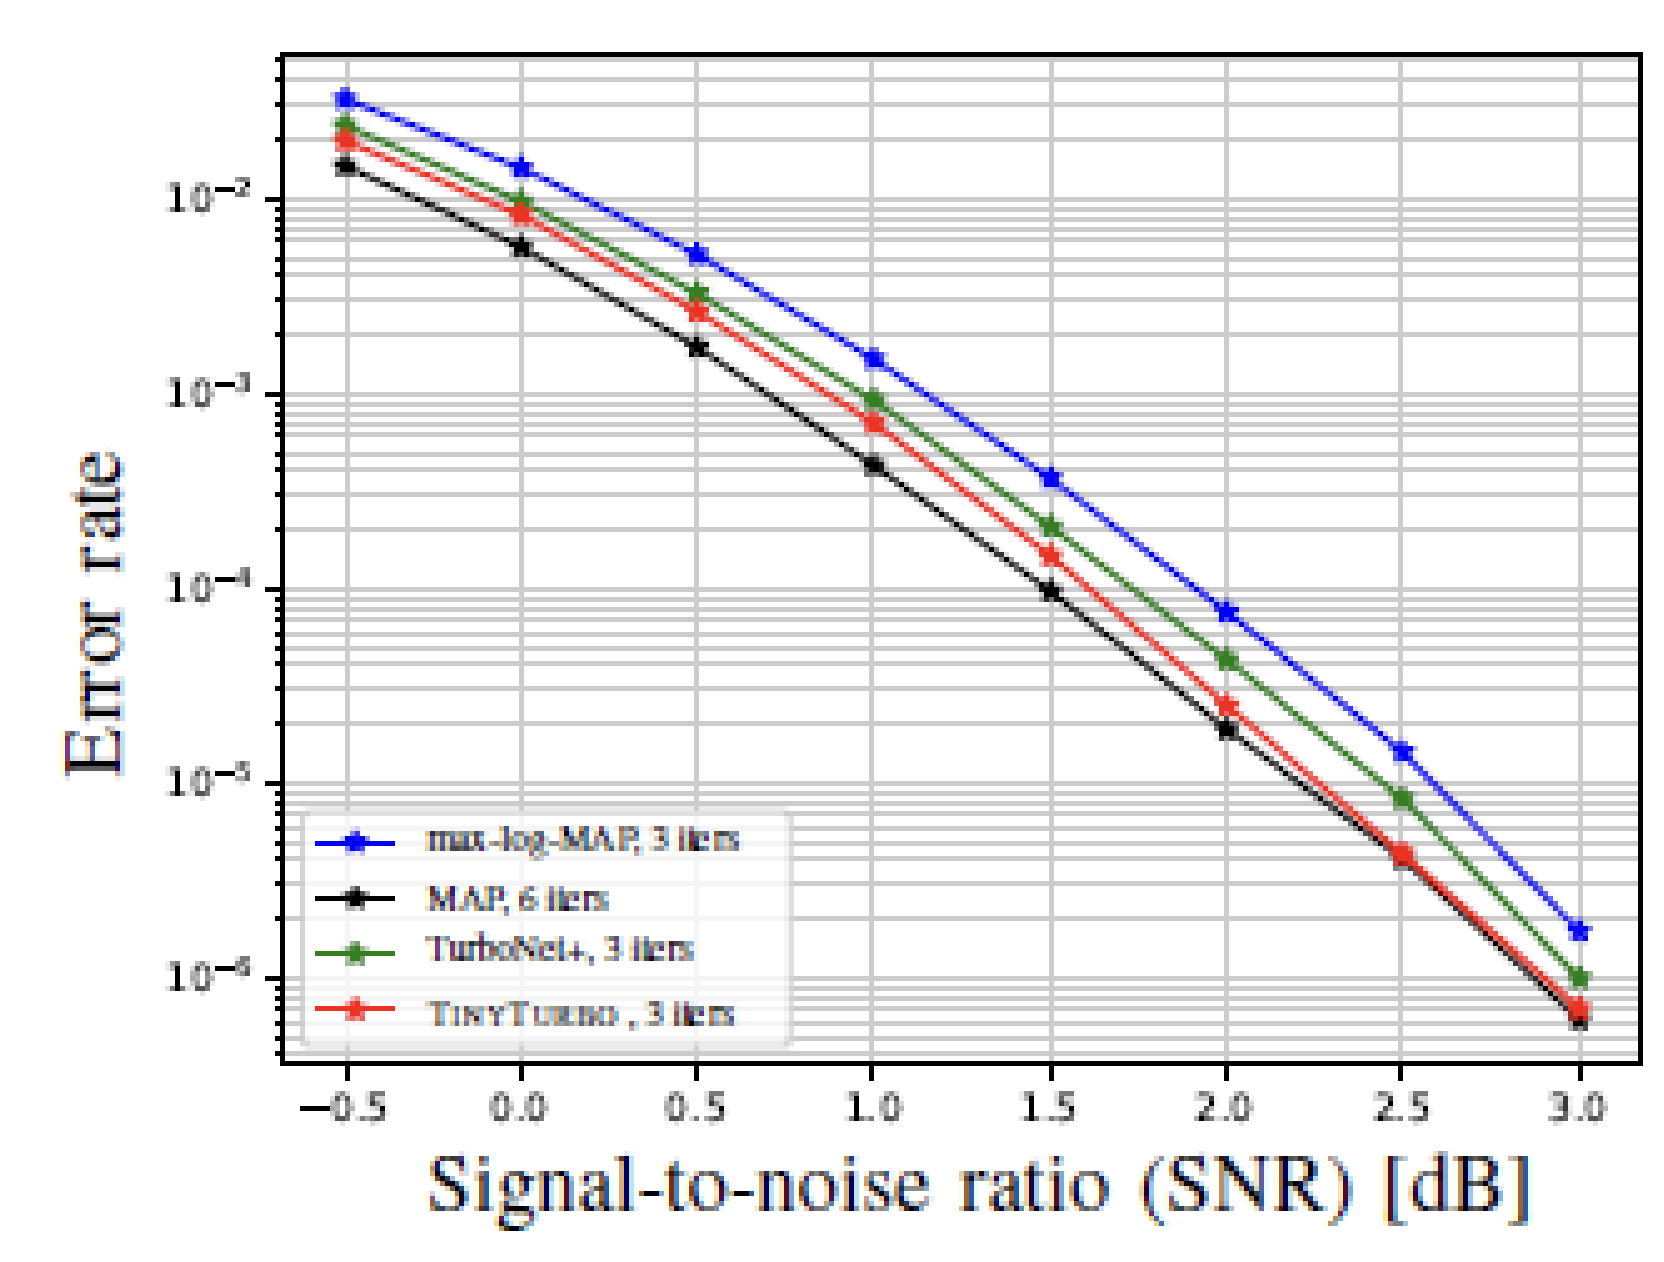 10⁻²
10⁻³
10⁻⁴
10⁻⁵
10⁻⁶
Error rate
max-log-MAP, 3 iters
MAP, 6 iters
TurboNet+, 3 iters
TINYTURBO , 3 iters
−0.5 0.0 0.5 1.0 1.5 2.0 2.5 3.0
Signal-to-noise ratio (SNR) [dB]